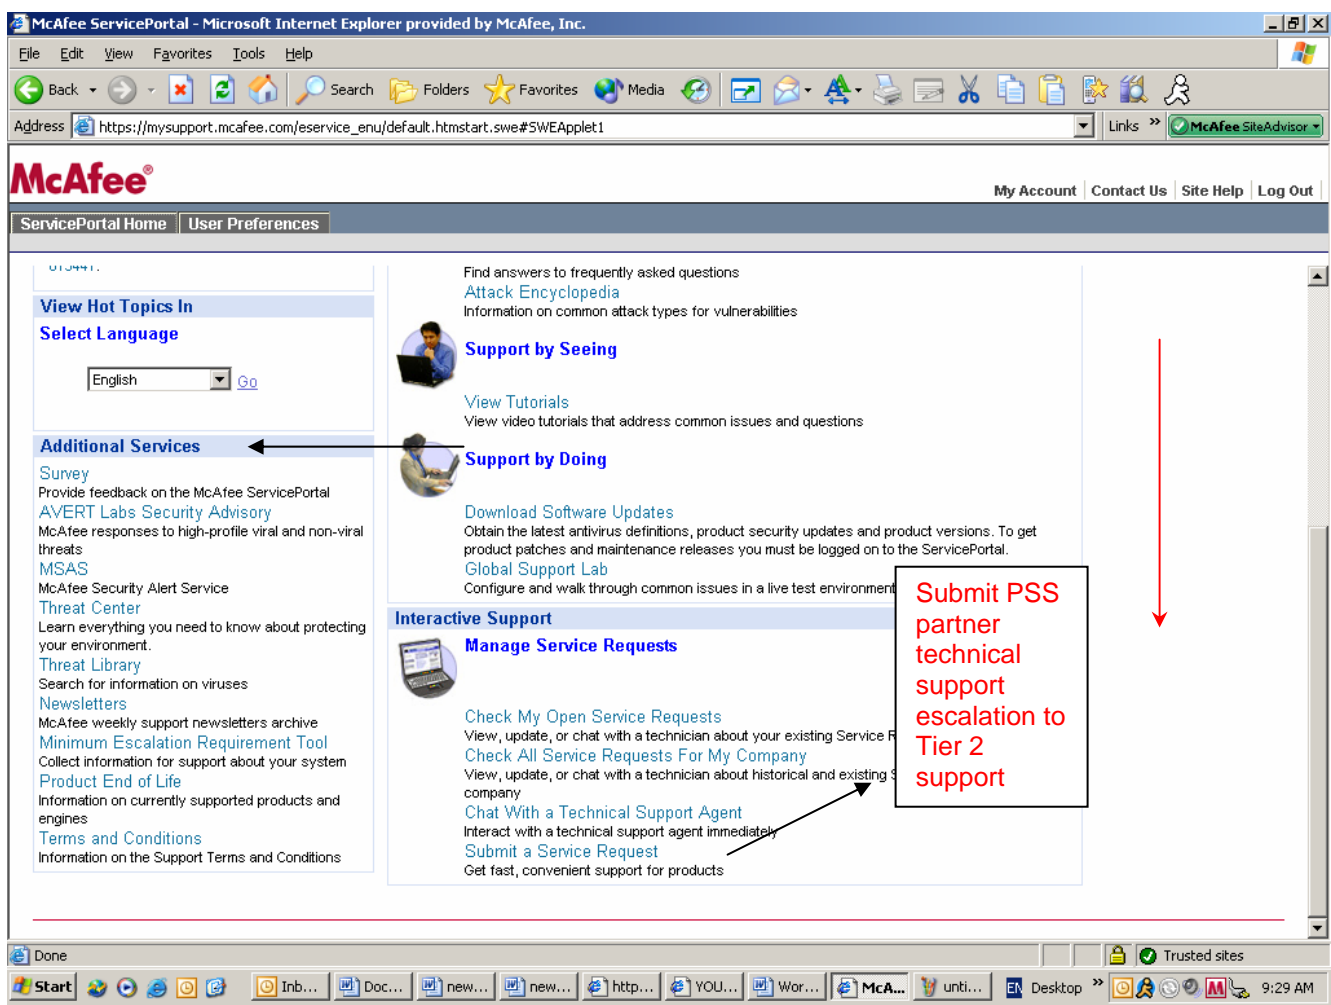 McAfee ServicePortal - Microsoft Internet Explorer provided by McAfee, Inc.
File Edit View Favorites Tools Help
Back Search Folders Favorites Media
Address https://mysupport.mcafee.com/eservice_enu/default.htmstart.swe#SWEApplet1 Links » McAfee SiteAdvisor
McAfee®
My Account Contact Us Site Help Log Out
ServicePortal Home User Preferences
View Hot Topics In
Select Language
English Go
Additional Services
Survey
Provide feedback on the McAfee ServicePortal
AVERT Labs Security Advisory
McAfee responses to high-profile viral and non-viral
threats
MSAS
McAfee Security Alert Service
Threat Center
Learn everything you need to know about protecting
your environment.
Threat Library
Search for information on viruses
Newsletters
McAfee weekly support newsletters archive
Minimum Escalation Requirement Tool
Collect information for support about your system
Product End of Life
Information on currently supported products and
engines
Terms and Conditions
Information on the Support Terms and Conditions
Find answers to frequently asked questions
Attack Encyclopedia
Information on common attack types for vulnerabilities
Support by Seeing
View Tutorials
View video tutorials that address common issues and questions
Support by Doing
Download Software Updates
Obtain the latest antivirus definitions, product security updates and product versions. To get
product patches and maintenance releases you must be logged on to the ServicePortal.
Global Support Lab
Configure and walk through common issues in a live test environment
Interactive Support
Manage Service Requests
Check My Open Service Requests
View, update, or chat with a technician about your existing Service R
Check All Service Requests For My Company
View, update, or chat with a technician about historical and existing S
company
Chat With a Technical Support Agent
Interact with a technical support agent immediately
Submit a Service Request
Get fast, convenient support for products
Submit PSS
partner
technical
support
escalation to
Tier 2
support
Done Trusted sites
Start Inb... Doc... new... new... http... YOU... Wor... McA... unti... EN Desktop » 9:29 AM